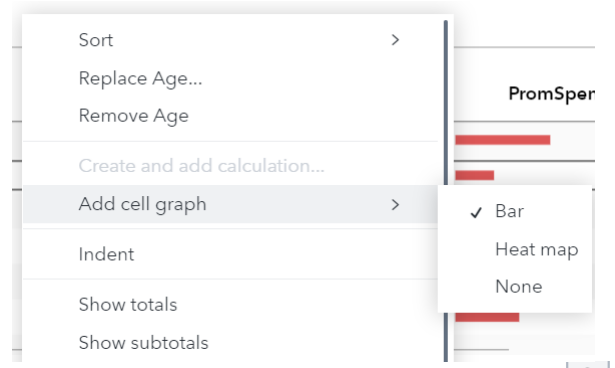 Sort
Replace Age...
Remove Age
PromSpen
Create and add calculation...
Add cell graph
Bar
Heat map
None
Indent
Show totals
Show subtotals